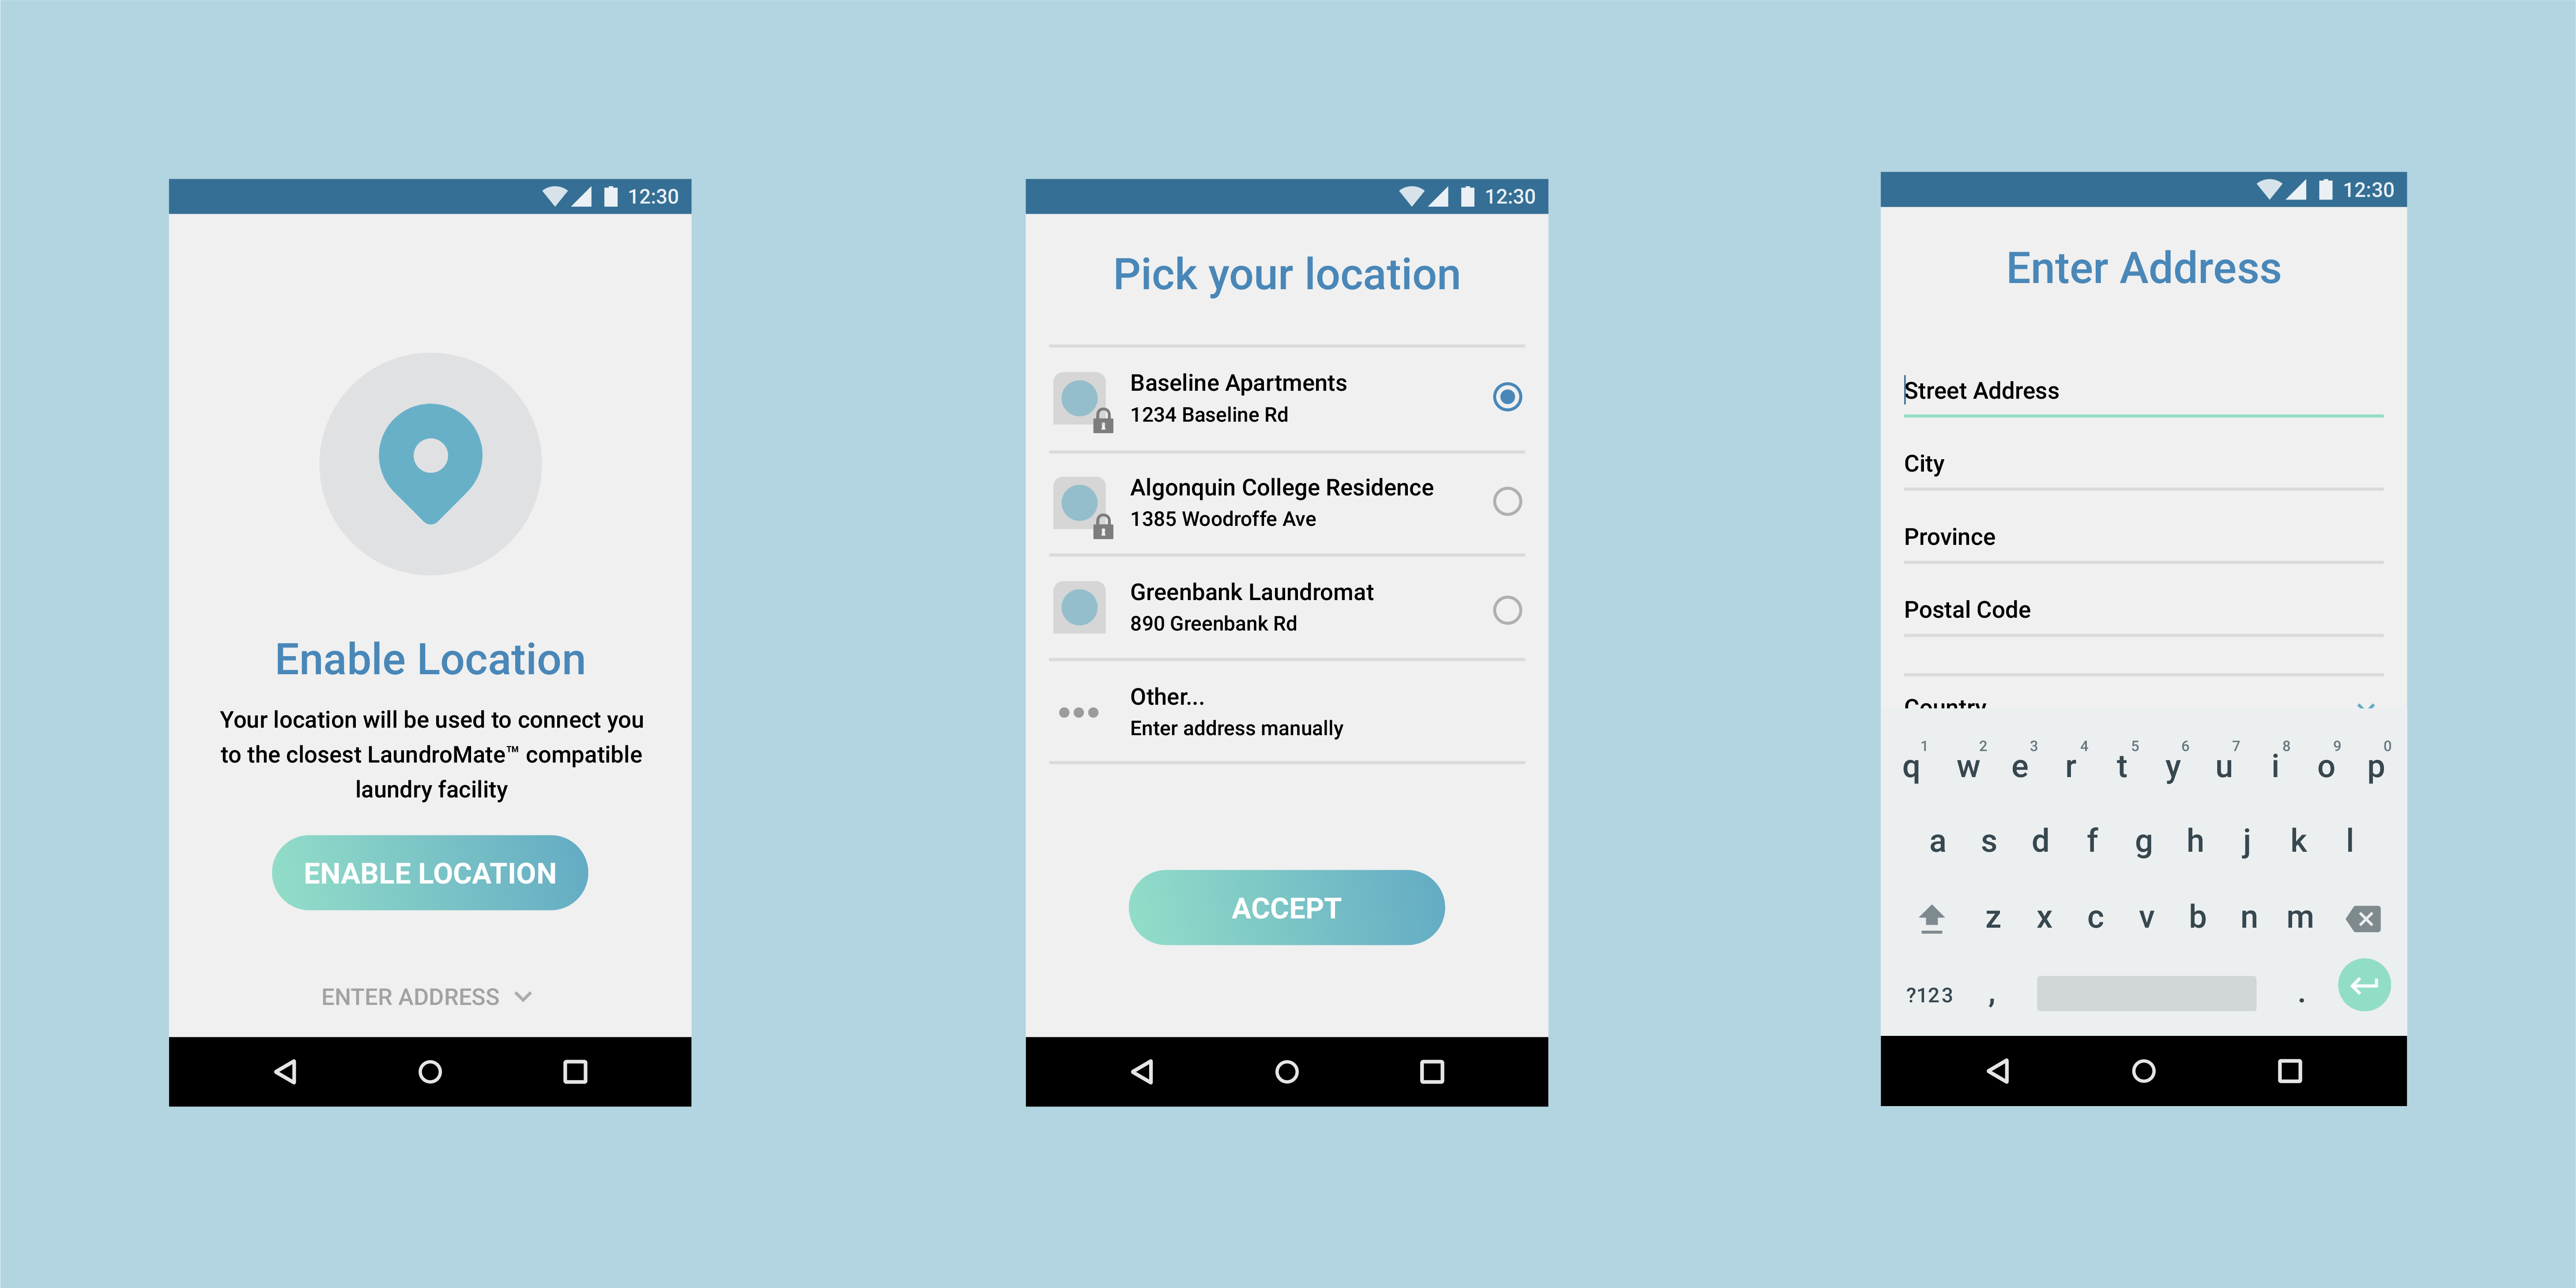 12:30
Enable Location
Your location will be used to connect you
to the closest LaundroMate™ compatible
laundry facility
ENABLE LOCATION
ENTER ADDRESS
12:30
Pick your location
Baseline Apartments
1234 Baseline Rd
Algonquin College Residence
1385 Woodroffe Ave
Greenbank Laundromat
890 Greenbank Rd
Other...
Enter address manually
ACCEPT
12:30
Enter Address
Street Address
City
Province
Postal Code
Country
1 2 3 4 5 6 7 8 9 0
q w e r t y u i o p
a s d f g h j k l
z x c v b n m
?123 , .